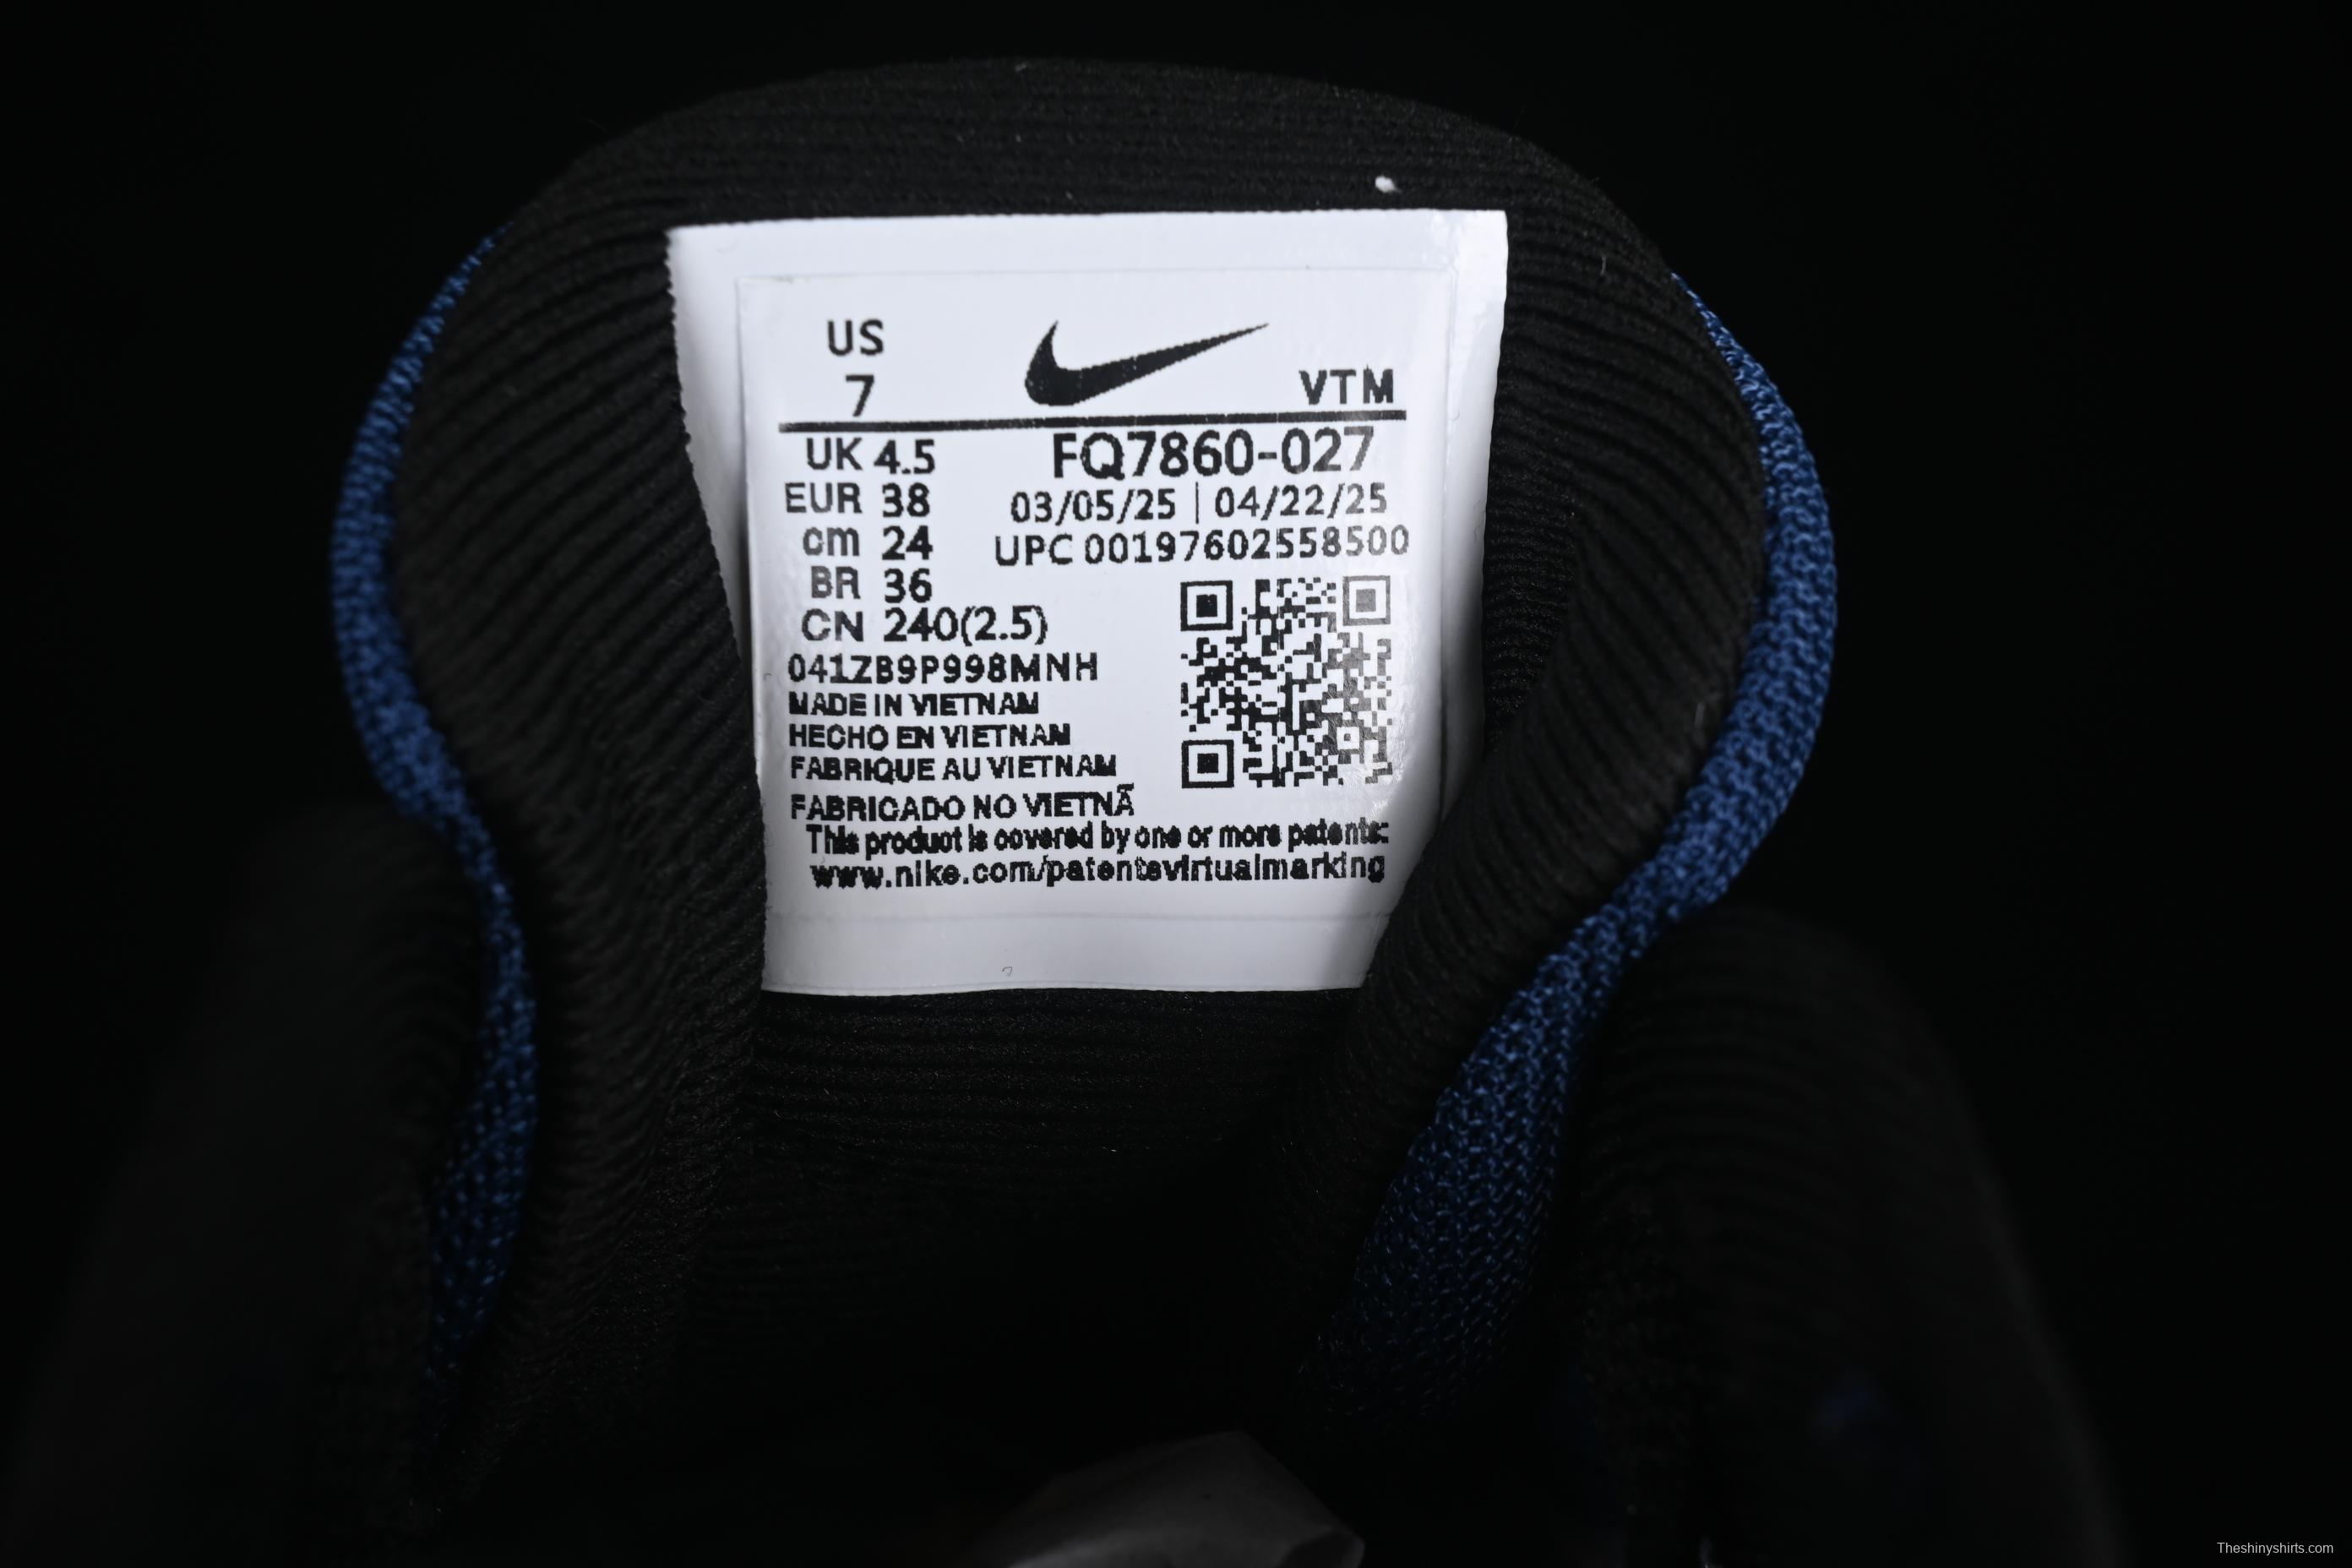 US
7
VTM
UK 4.5
EUR 38
cm 24
BR 36
CN 240(2.5)
FQ7860-027
03/05/25 | 04/22/25
UPC 00197602558500
041ZB9P998MNH
MADE IN VIETNAM
HECHO EN VIETNAM
FABRIQUE AU VIETNAM
FABRICADO NO VIETNÃ
This product is covered by one or more patents:
www.nike.com/patentsvirtualmarking
Theshinyshirts.com